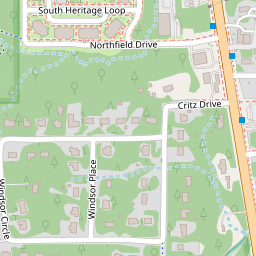 South Heritage Loop
Northfield Drive
Critz Drive
Windsor Place
Windsor Circle